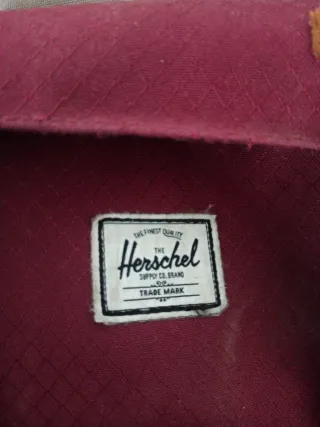 THE FINEST QUALITY
THE
Herschel
SUPPLY CO. BRAND
TRADE MARK